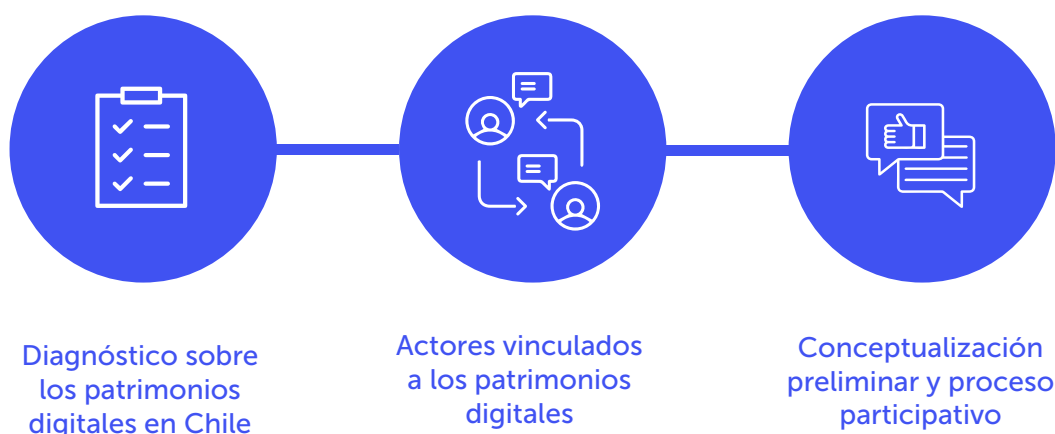 Diagnóstico sobre
los patrimonios
digitales en Chile
Actores vinculados
a los patrimonios
digitales
Conceptualización
preliminar y proceso
participativo